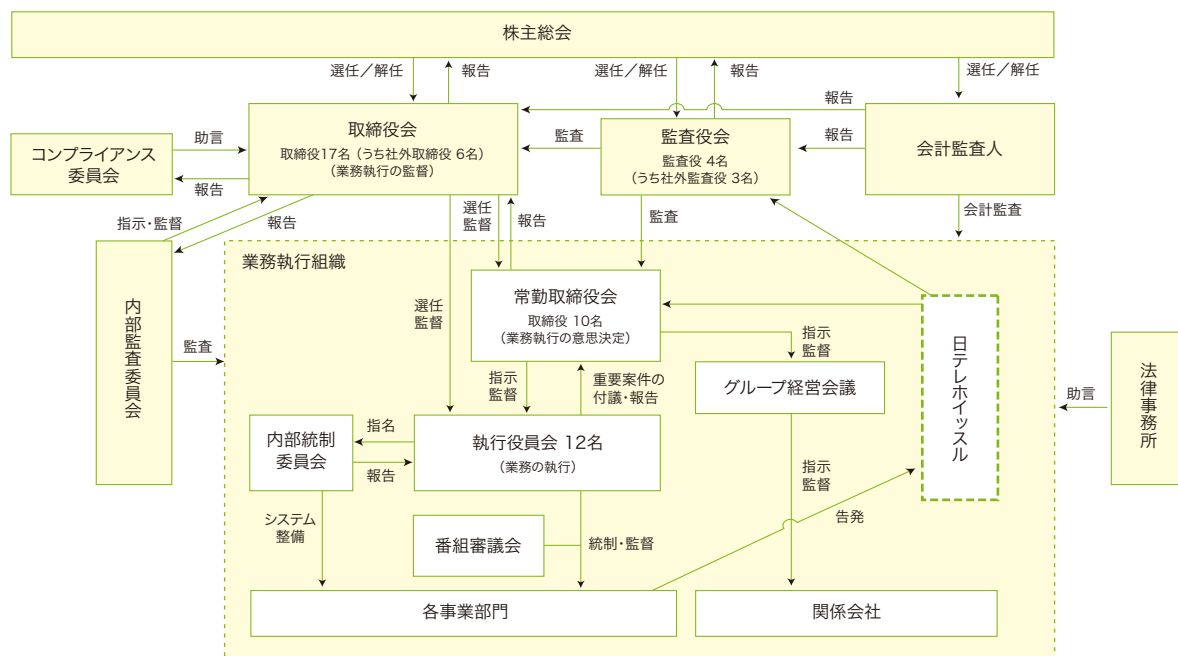 株主総会
選任／解任
報告
選任／解任
報告
選任／解任
取締役会
取締役17名（うち社外取締役 6名）
（業務執行の監督）
監査
監査役会
監査役 4名
（うち社外監査役 3名）
報告
報告
会計監査人
コンプライアンス
委員会
助言
報告
指示・監督
報告
選任
監督
報告
監査
会計監査
業務執行組織
内部監査委員会
監査
選任
監督
常勤取締役会
取締役 10名
（業務執行の意思決定）
指示
監督
日テレホイッスル
助言
法律事務所
指示
監督
重要案件の
付議・報告
グループ経営会議
内部統制
委員会
指名
報告
執行役員会 12名
（業務の執行）
指示
監督
システム
整備
番組審議会
統制・監督
告発
各事業部門
関係会社